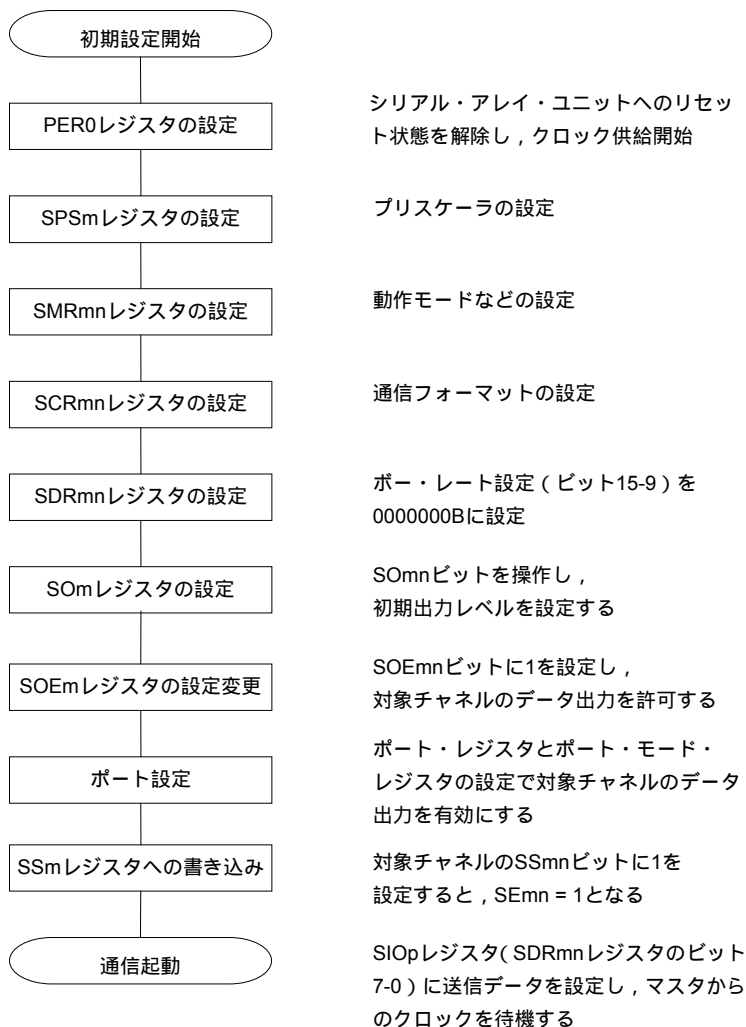 初期設定開始
PER0レジスタの設定
シリアル・アレイ・ユニットへのリセッ
ト状態を解除し，クロック供給開始
SPSmレジスタの設定
プリスケーラの設定
SMRmnレジスタの設定
動作モードなどの設定
SCRmnレジスタの設定
通信フォーマットの設定
SDRmnレジスタの設定
ボー・レート設定（ビット15-9）を
0000000Bに設定
SOmレジスタの設定
SOmnビットを操作し，
初期出力レベルを設定する
SOEmレジスタの設定変更
SOEmnビットに1を設定し，
対象チャネルのデータ出力を許可する
ポート設定
ポート・レジスタとポート・モード・
レジスタの設定で対象チャネルのデータ
出力を有効にする
SSmレジスタへの書き込み
対象チャネルのSSmnビットに1を
設定すると，SEmn = 1となる
通信起動
SIOpレジスタ（SDRmnレジスタのビット
7-0）に送信データを設定し，マスタから
のクロックを待機する